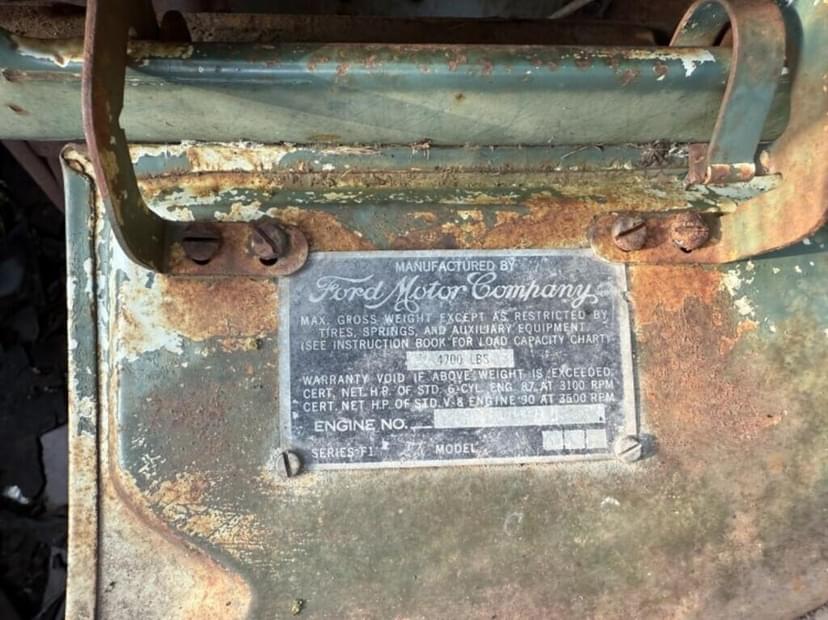 MANUFACTURED BY
Ford Motor Company
MAX. GROSS WEIGHT EXCEPT AS RESTRICTED BY
TIRES, SPRINGS, AND AUXILIARY EQUIPMENT.
(SEE INSTRUCTION BOOK FOR LOAD CAPACITY CHART)
4700 LBS
WARRANTY VOID IF ABOVE WEIGHT IS EXCEEDED.
CERT. NET. H.P. OF STD. 6-CYL. ENG. 87 AT 3100 RPM
CERT. NET H.P. OF STD. V-8 ENGINE 90 AT 3600 RPM
ENGINE NO.
SERIES-F1 MODEL